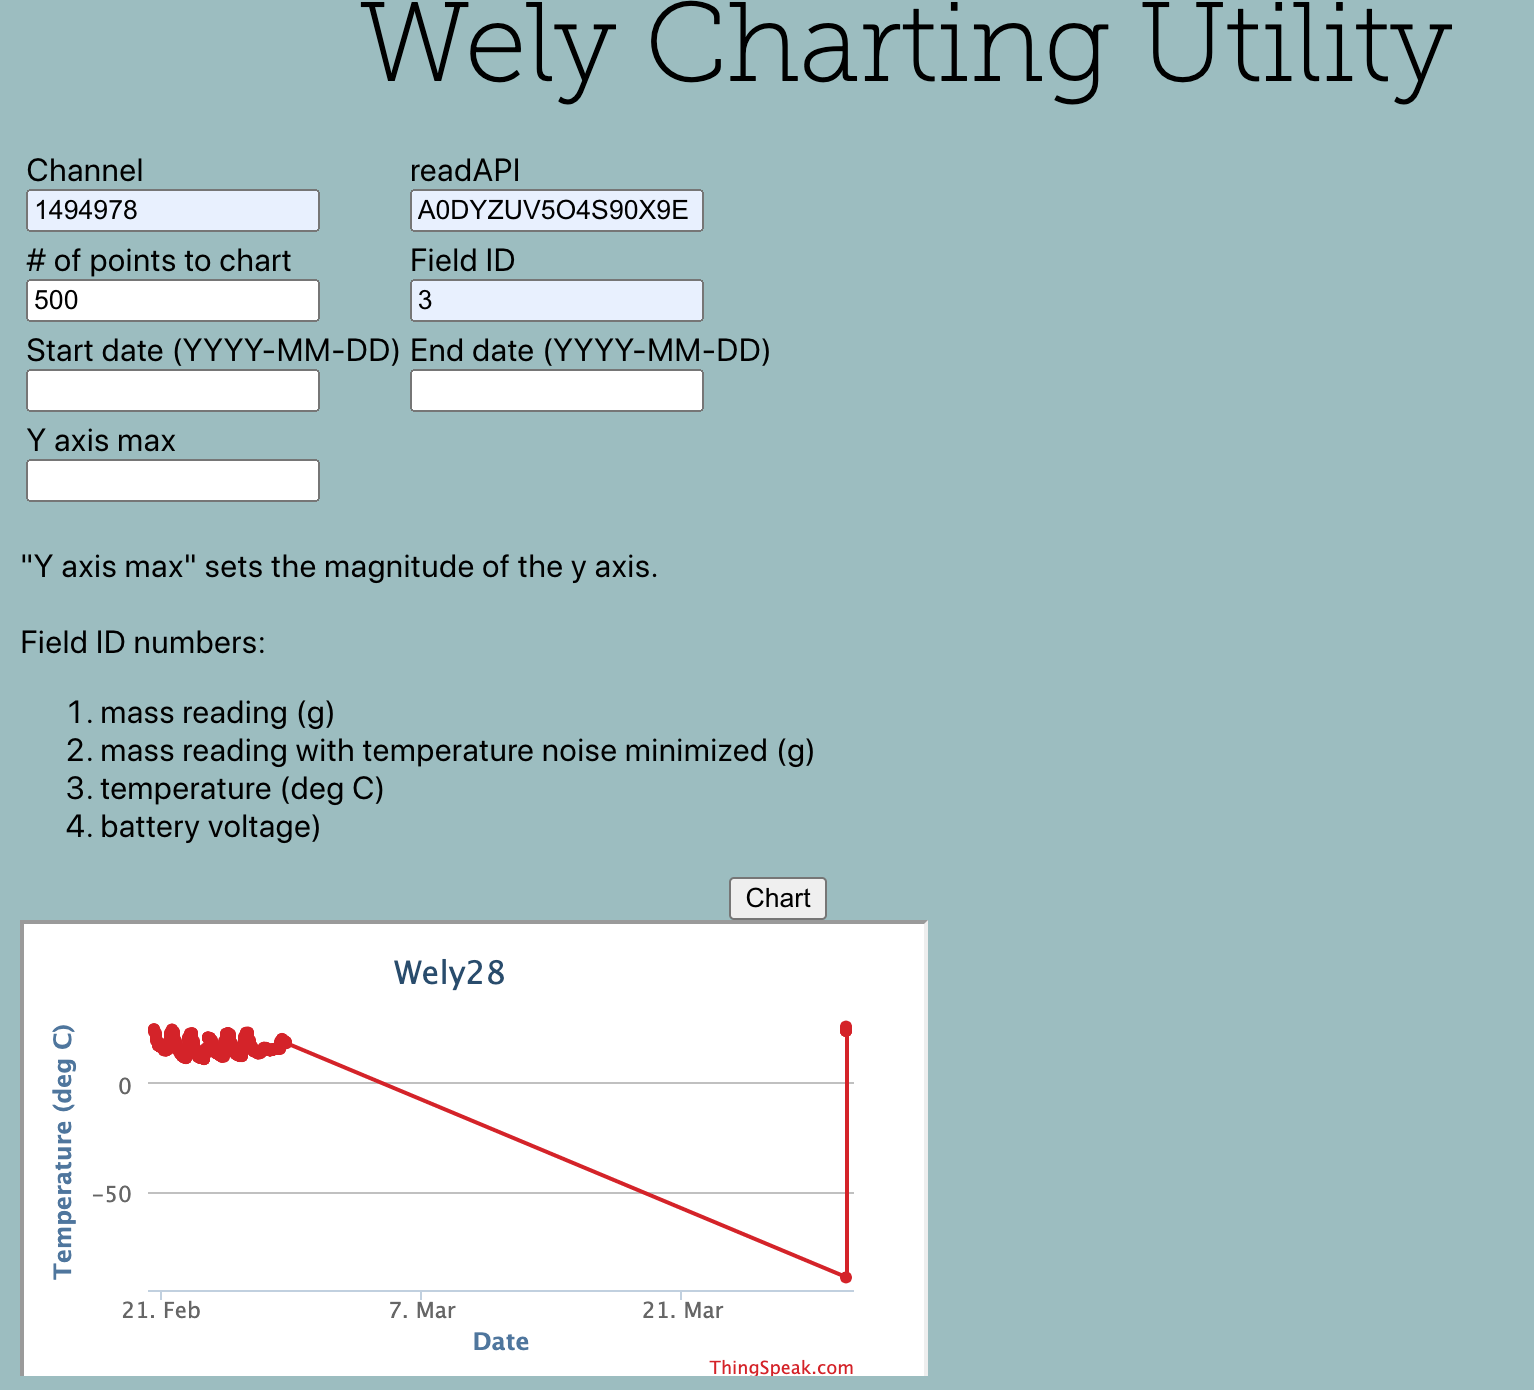 Wely Charting Utility
Channel readAPI
1494978 A0DYZUV5O4S90X9E
# of points to chart Field ID
500 3
Start date (YYYY-MM-DD) End date (YYYY-MM-DD)
Y axis max
"Y axis max" sets the magnitude of the y axis.
Field ID numbers:
1. mass reading (g)
2. mass reading with temperature noise minimized (g)
3. temperature (deg C)
4. battery voltage)
Chart
Wely28
Temperature (deg C)
0
−50
21. Feb 7. Mar 21. Mar
Date
ThingSpeak.com